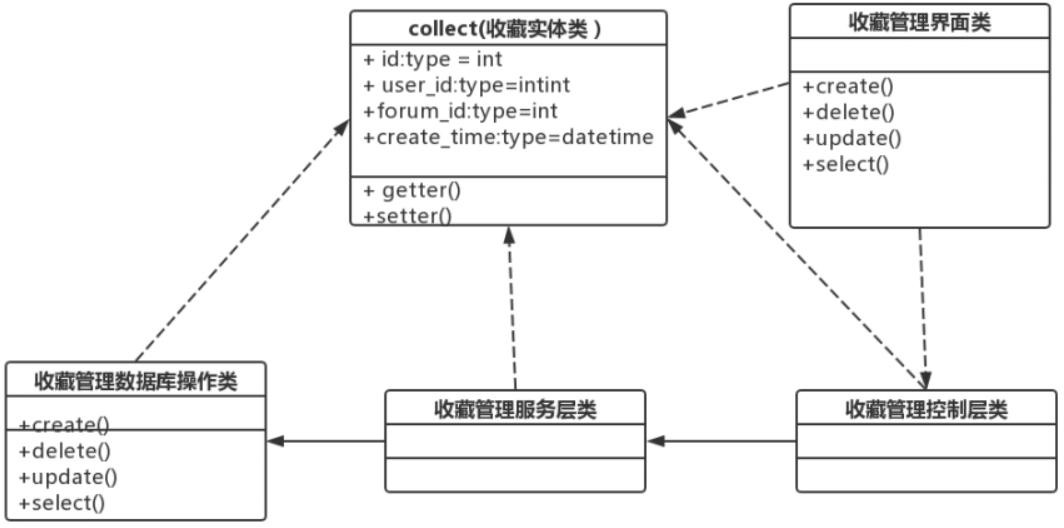 collect(收藏实体类 )
+ id:type = int
+ user_id:type=intint
+forum_id:type=int
+create_time:type=datetime
+ getter()
+setter()
收藏管理界面类
+create()
+delete()
+update()
+select()
收藏管理数据库操作类
+create()
+delete()
+update()
+select()
收藏管理服务层类
收藏管理控制层类